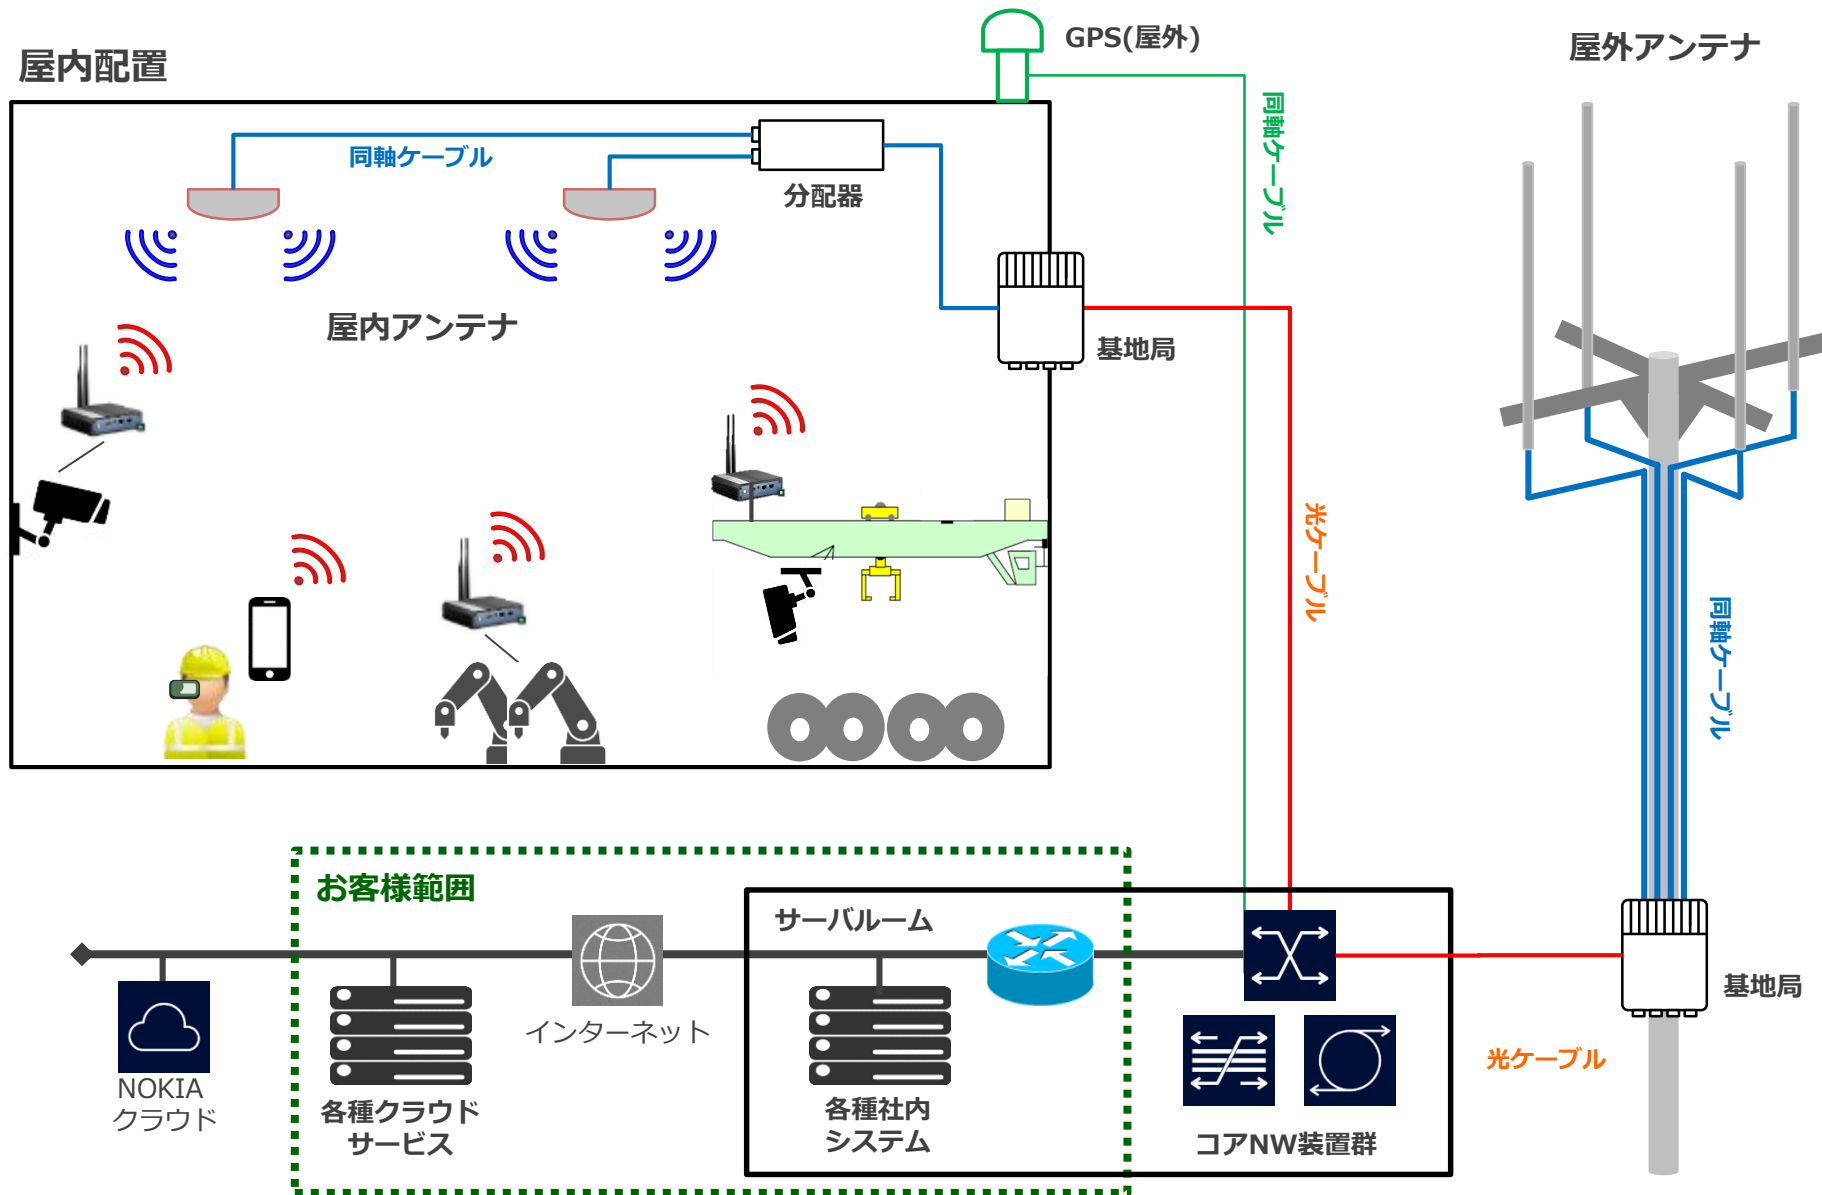 GPS(屋外)
屋外アンテナ
屋内配置
同軸ケーブル
同軸ケーブル
分配器
屋内アンテナ
基地局
光ケーブル
同軸ケーブル
お客様範囲
サーバルーム
インターネット
基地局
光ケーブル
NOKIA
クラウド
各種クラウド
サービス
各種社内
システム
コアNW装置群